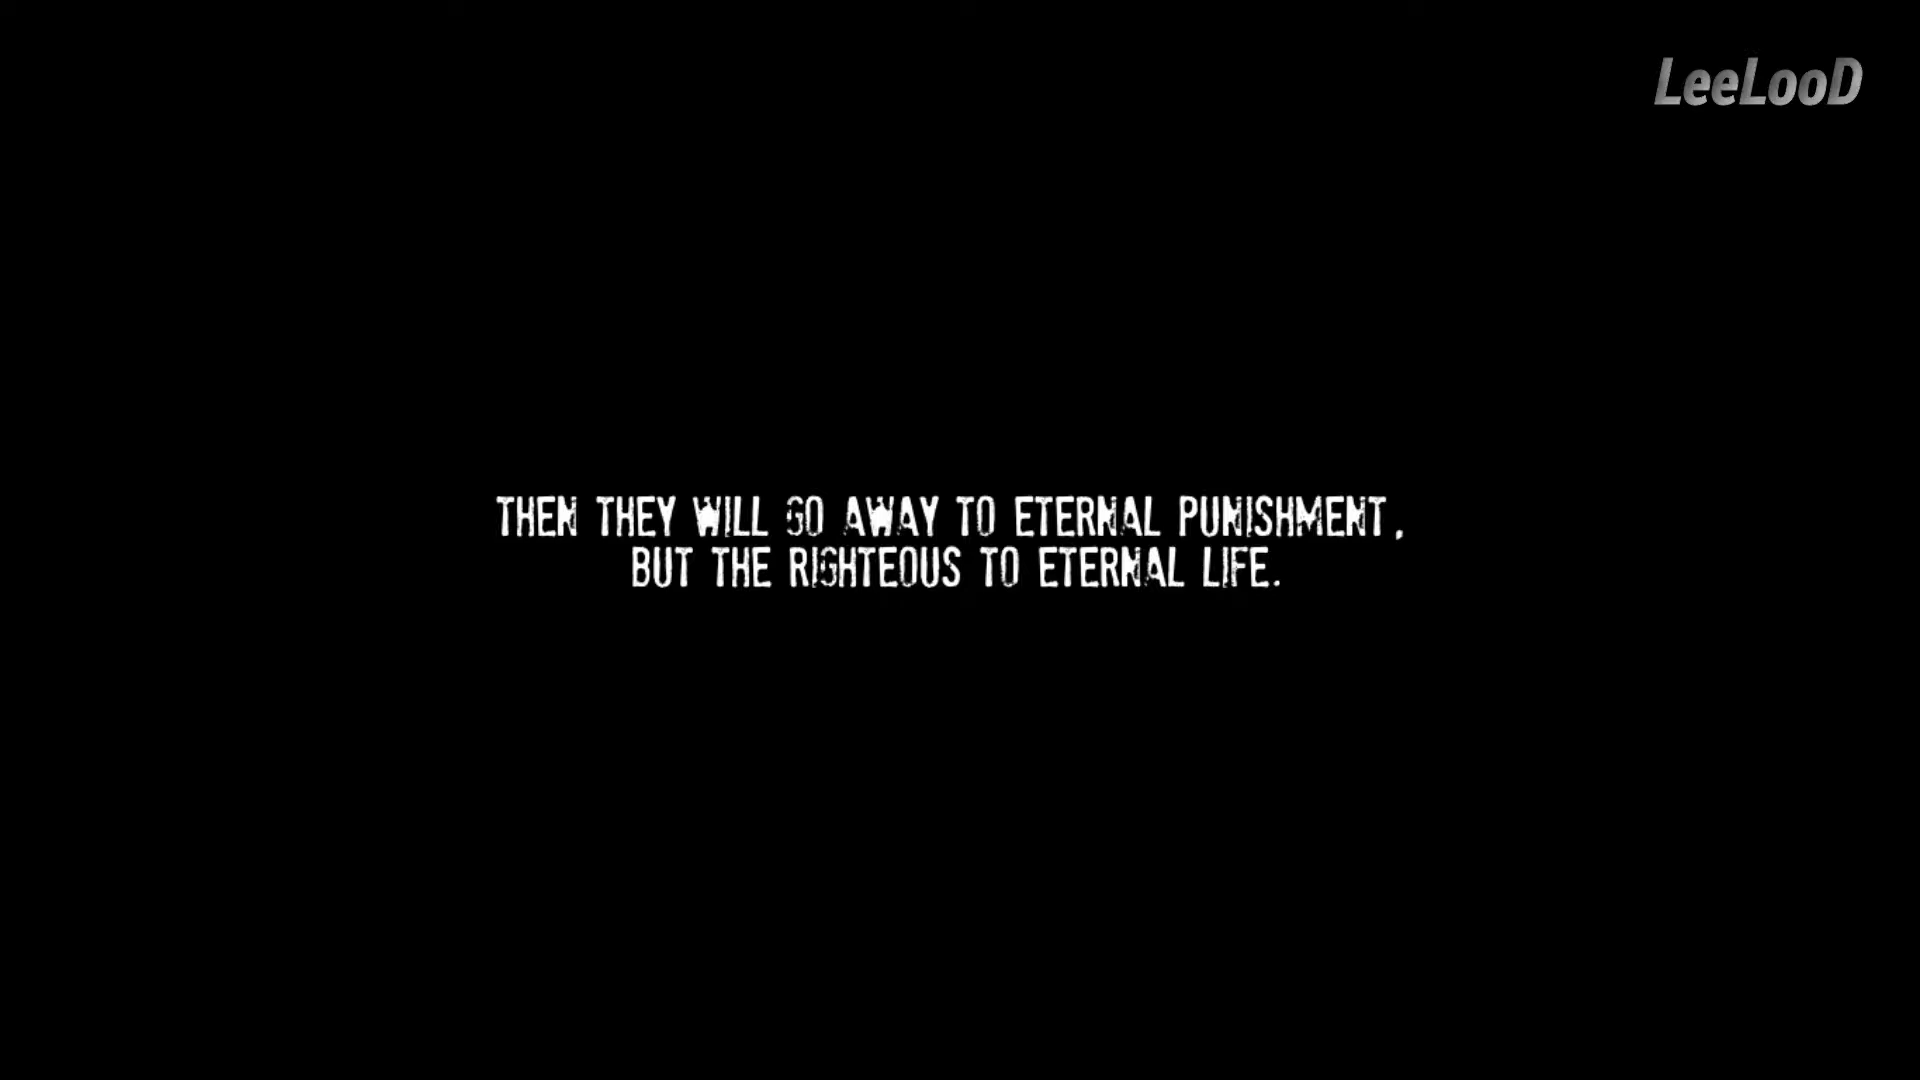 LeeLooD
THEN THEY WILL GO AWAY TO ETERNAL PUNISHMENT,
BUT THE RIGHTEOUS TO ETERNAL LIFE.